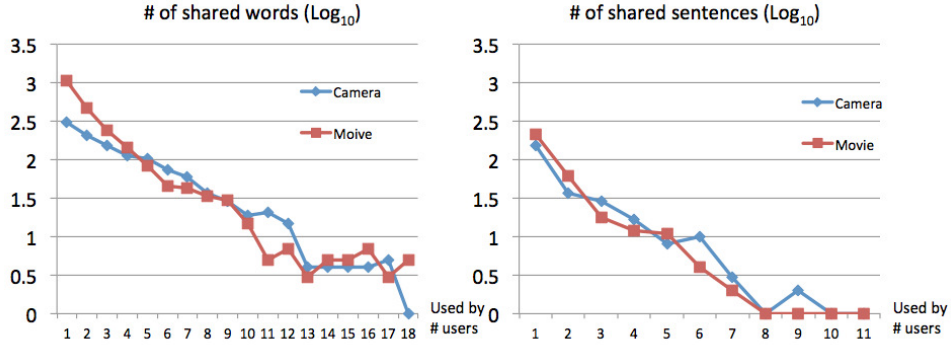 # of shared words (Log10)
3.5
3
2.5
2
1.5
1
0.5
0
Camera
Moive
1 2 3 4 5 6 7 8 9 10 11 12 13 14 15 16 17 18
Used by
# users
# of shared sentences (Log10)
3.5
3
2.5
2
1.5
1
0.5
0
Camera
Movie
1 2 3 4 5 6 7 8 9 10 11
Used by
# users